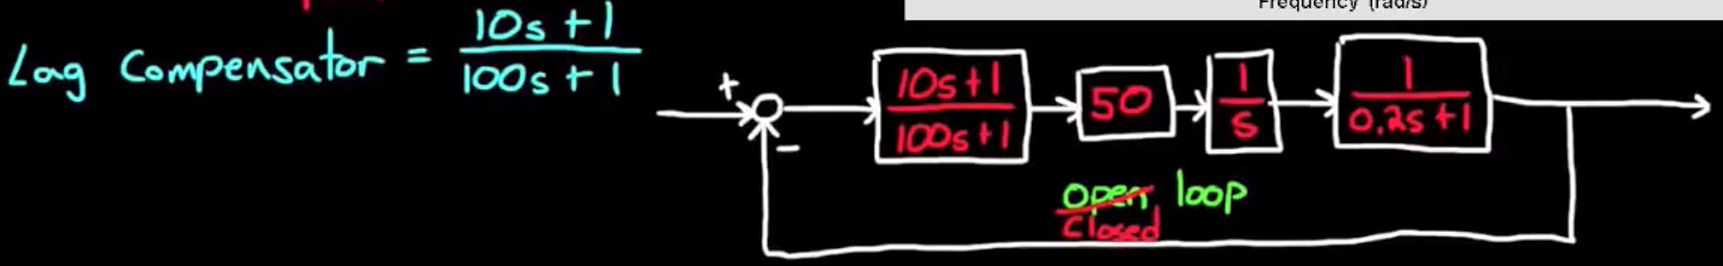 Frequency (rad/s)
Lag Compensator = 10s + 1
100s + 1
+
-
10s+1
100s+1
50
1
s
1
0.2s+1
open loop
closed